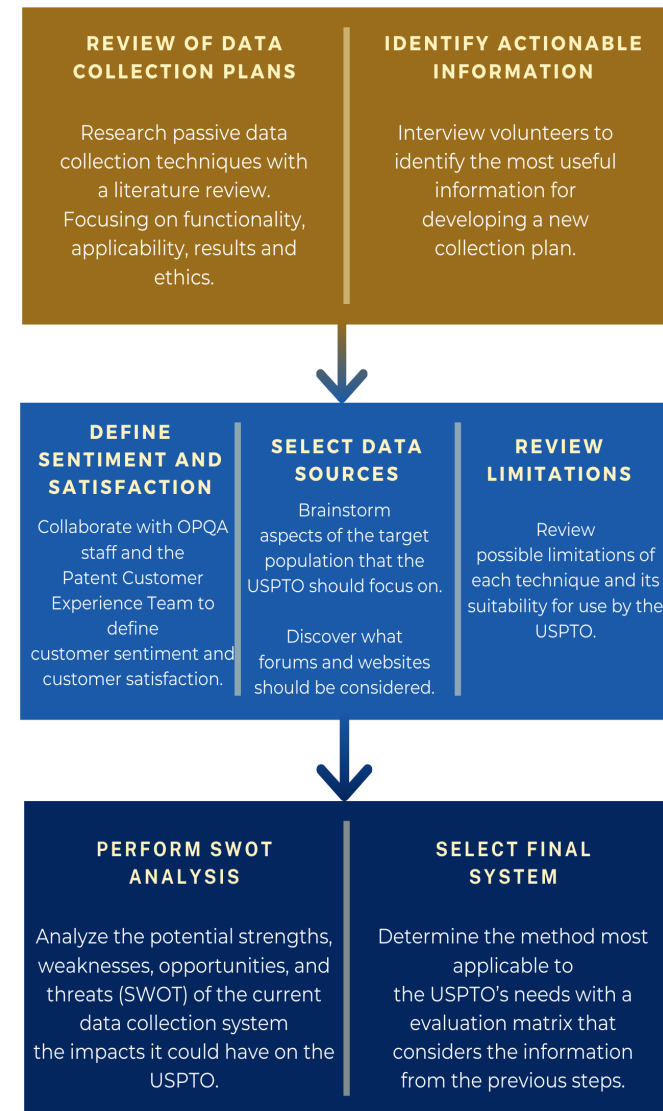 REVIEW OF DATA
COLLECTION PLANS
Research passive data
collection techniques with
a literature review.
Focusing on functionality,
applicability, results and
ethics.
IDENTIFY ACTIONABLE
INFORMATION
Interview volunteers to
identify the most useful
information for
developing a new
collection plan.
DEFINE
SENTIMENT AND
SATISFACTION
Collaborate with OPQA
staff and the
Patent Customer
Experience Team to
define
customer sentiment and
customer satisfaction.
SELECT DATA
SOURCES
Brainstorm
aspects of the target
population that the
USPTO should focus on.
Discover what
forums and websites
should be considered.
REVIEW
LIMITATIONS
Review
possible limitations of
each technique and its
suitability for use by the
USPTO.
PERFORM SWOT
ANALYSIS
Analyze the potential strengths,
weaknesses, opportunities, and
threats (SWOT) of the current
data collection system
the impacts it could have on the
USPTO.
SELECT FINAL
SYSTEM
Determine the method most
applicable to
the USPTO’s needs with a
evaluation matrix that
considers the information
from the previous steps.